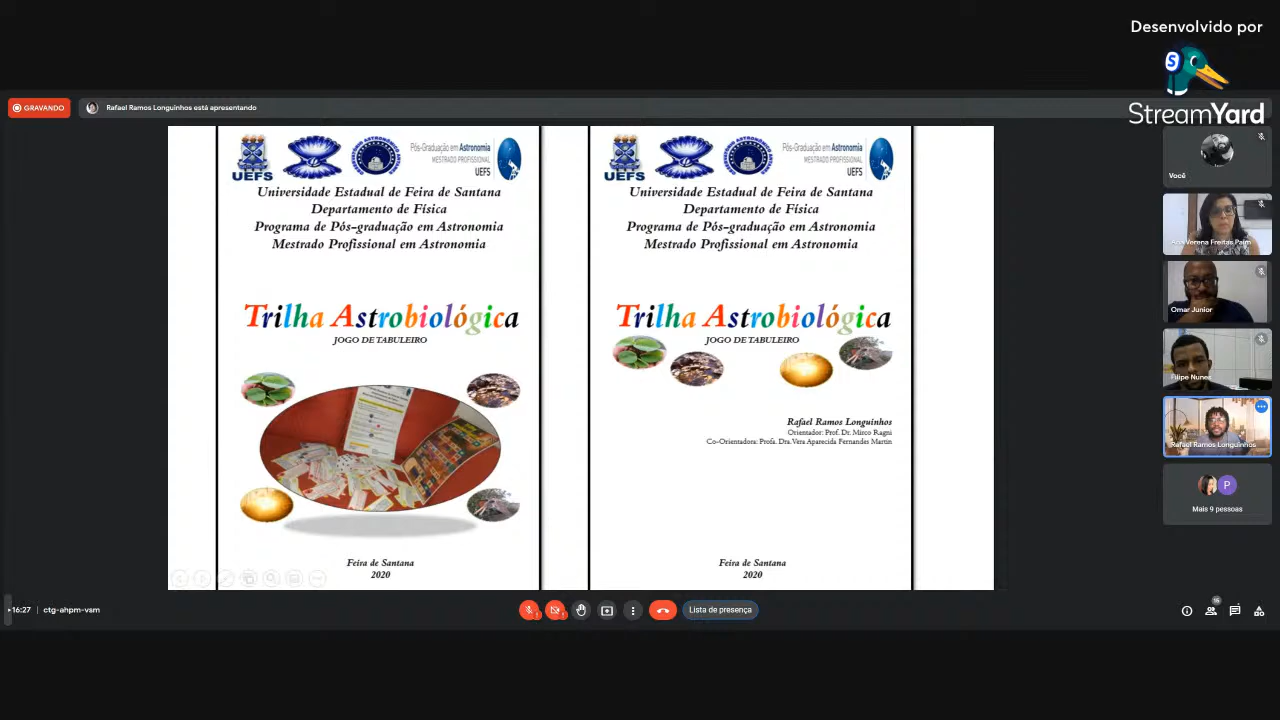 Desenvolvido por
StreamYard
GRAVANDO
Rafael Ramos Longuinhos está apresentando
UEFS
Pós-Graduação em Astronomia
MESTRADO PROFISSIONAL
UEFS
Universidade Estadual de Feira de Santana
Departamento de Física
Programa de Pós-graduação em Astronomia
Mestrado Profissional em Astronomia
Trilha Astrobiológica
JOGO DE TABULEIRO
Feira de Santana
2020
UEFS
Pós-Graduação em Astronomia
MESTRADO PROFISSIONAL
UEFS
Universidade Estadual de Feira de Santana
Departamento de Física
Programa de Pós-graduação em Astronomia
Mestrado Profissional em Astronomia
Trilha Astrobiológica
JOGO DE TABULEIRO
Rafael Ramos Longuinhos
Orientador: Prof. Dr. Mirco Ragni
Co-Orientadora: Profa. Dra. Vera Aparecida Fernandes Martin
Feira de Santana
2020
Você
Ana Verena Freitas Paim
Omar Junior
Filipe Nunes
Rafael Ramos Longuinhos
P
Mais 9 pessoas
16:27 | ctg-ahpm-vsm
Lista de presença
16